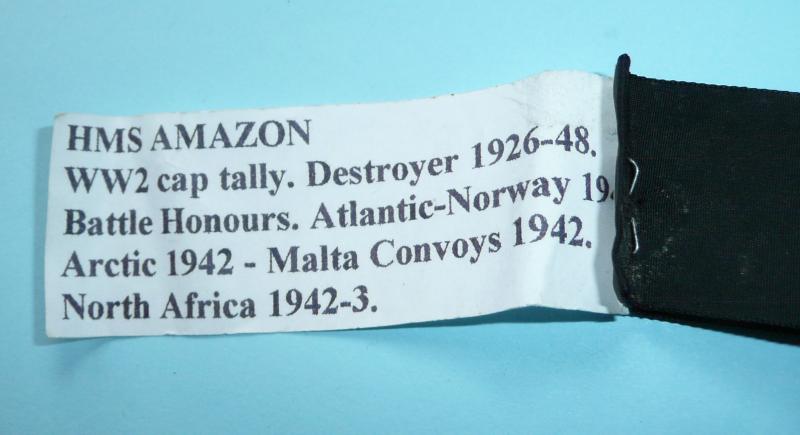 HMS AMAZON
WW2 cap tally. Destroyer 1926-48.
Battle Honours. Atlantic-Norway
Arctic 1942 - Malta Convoys 1942.
North Africa 1942-3.